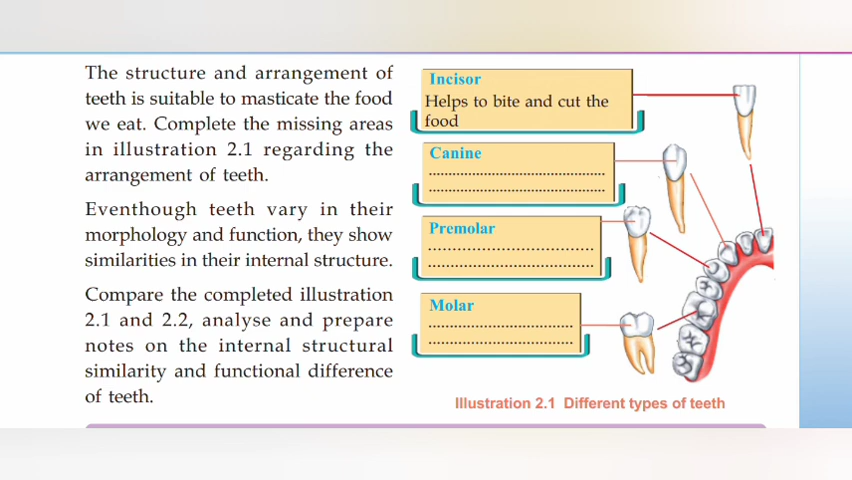 The structure and arrangement of
teeth is suitable to masticate the food
we eat. Complete the missing areas
in illustration 2.1 regarding the
arrangement of teeth.
Eventhough teeth vary in their
morphology and function, they show
similarities in their internal structure.
Compare the completed illustration
2.1 and 2.2, analyse and prepare
notes on the internal structural
similarity and functional difference
of teeth.
Incisor
Helps to bite and cut the
food
Canine
............................................
............................................
Premolar
............................................
............................................
Molar
............................................
............................................
Illustration 2.1 Different types of teeth